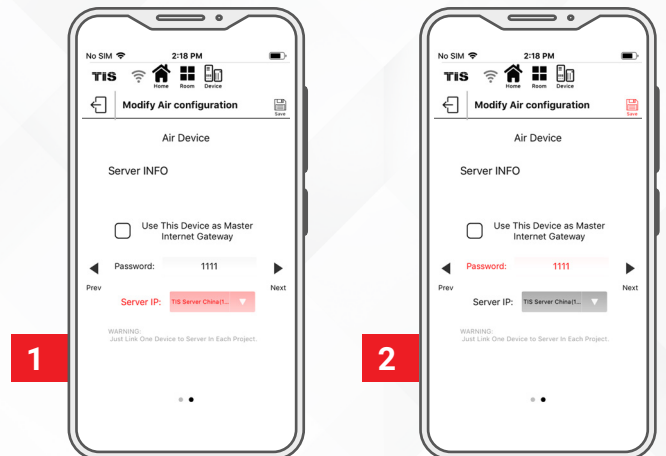 No SIM 2:18 PM
TIS Home Room Device
Modify Air configuration Save
Air Device
Server INFO
Use This Device as Master
Internet Gateway
Password: 1111
Prev Next
Server IP: TIS Server China(1...
WARNING:
Just Link One Device to Server In Each Project.
1
No SIM 2:18 PM
TIS Home Room Device
Modify Air configuration Save
Air Device
Server INFO
Use This Device as Master
Internet Gateway
Password: 1111
Prev Next
Server IP: TIS Server China(1...
WARNING:
Just Link One Device to Server In Each Project.
2